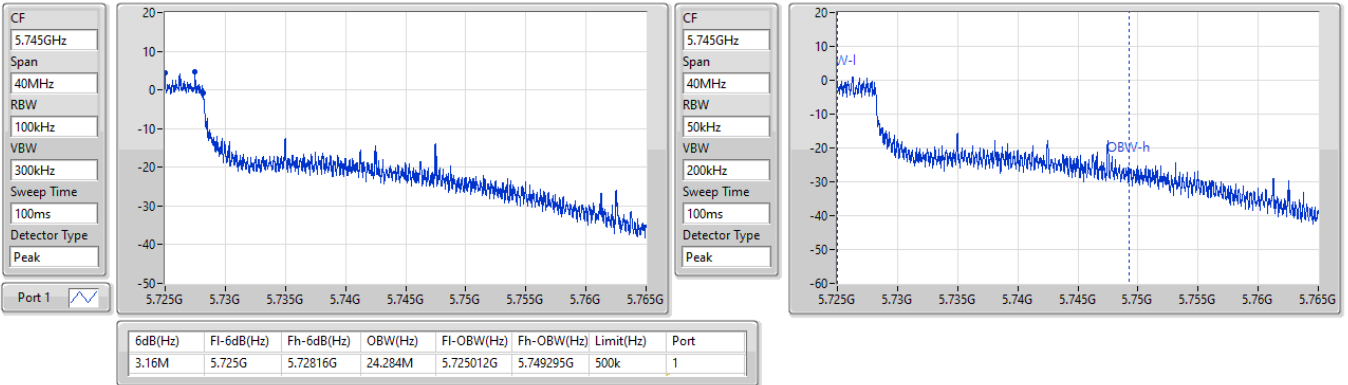 CF
5.745GHz
Span
40MHz
RBW
100kHz
VBW
300kHz
Sweep Time
100ms
Detector Type
Peak
Port 1
20
10
0
-10
-20
-30
-40
-50
5.725G 5.73G 5.735G 5.74G 5.745G 5.75G 5.755G 5.76G 5.765G
CF
5.745GHz
Span
40MHz
RBW
50kHz
VBW
200kHz
Sweep Time
100ms
Detector Type
Peak
20
10
0
-10
-20
-30
-40
-50
-60
W-l
OBW-h
5.725G 5.73G 5.735G 5.74G 5.745G 5.75G 5.755G 5.76G 5.765G
6dB(Hz) Fl-6dB(Hz) Fh-6dB(Hz) OBW(Hz) Fl-OBW(Hz) Fh-OBW(Hz) Limit(Hz) Port
3.16M 5.725G 5.72816G 24.284M 5.725012G 5.749295G 500k 1